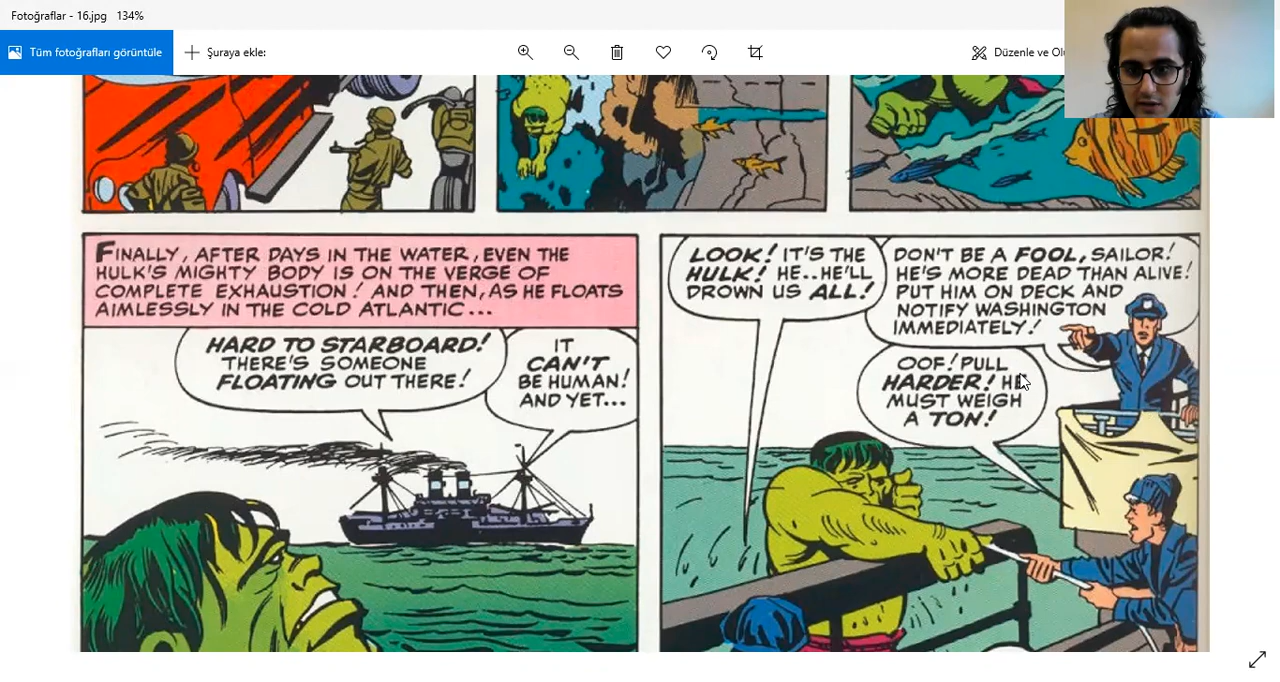 Fotoğraflar - 16.jpg 134%
Tüm fotoğrafları görüntüle
Şuraya ekle:
Düzenle ve Olu
FINALLY, AFTER DAYS IN THE WATER, EVEN THE
HULK'S MIGHTY BODY IS ON THE VERGE OF
COMPLETE EXHAUSTION! AND THEN, AS HE FLOATS
AIMLESSLY IN THE COLD ATLANTIC...
HARD TO STARBOARD!
THERE'S SOMEONE
FLOATING OUT THERE!
IT
CAN'T
BE HUMAN!
AND YET...
LOOK! IT'S THE
HULK! HE..HE'LL
DROWN US ALL!
DON'T BE A FOOL, SAILOR!
HE'S MORE DEAD THAN ALIVE!
PUT HIM ON DECK AND
NOTIFY WASHINGTON
IMMEDIATELY!
OOF! PULL
HARDER! HE
MUST WEIGH
A TON!